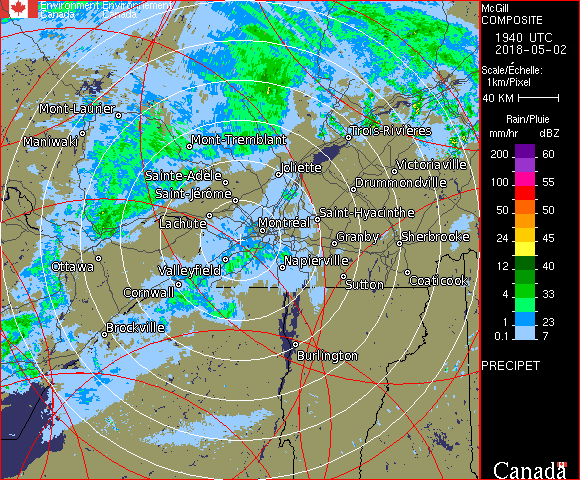 Environment Environnement
Canada Canada
McGill
COMPOSITE
1940 UTC
2018-05-02
Scale/Échelle:
1km/Pixel
40 KM
Rain/Pluie
mm/hr dBZ
200 60
100 55
50 50
24 45
12 40
4 33
1 23
0.1 7
PRECIPET
Canada
Mont-Laurier
Maniwaki
Mont-Tremblant
Trois-Rivières
Sainte-Adèle
Joliette
Victoriaville
Saint-Jérôme
Drummondville
Lachute
Montréal
Saint-Hyacinthe
Granby
Sherbrooke
Ottawa
Valleyfield
Napierville
Cornwall
Sutton
Coaticook
Brockville
Burlington